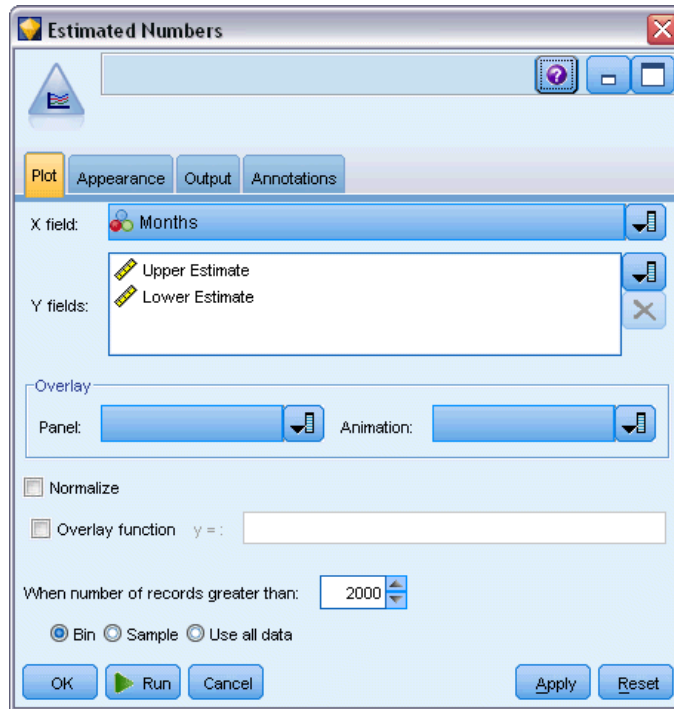 Estimated Numbers
Plot Appearance Output Annotations
X field: Months
Y fields:
Upper Estimate
Lower Estimate
Overlay
Panel: Animation:
Normalize
Overlay function y = :
When number of records greater than: 2000
Bin Sample Use all data
OK Run Cancel Apply Reset